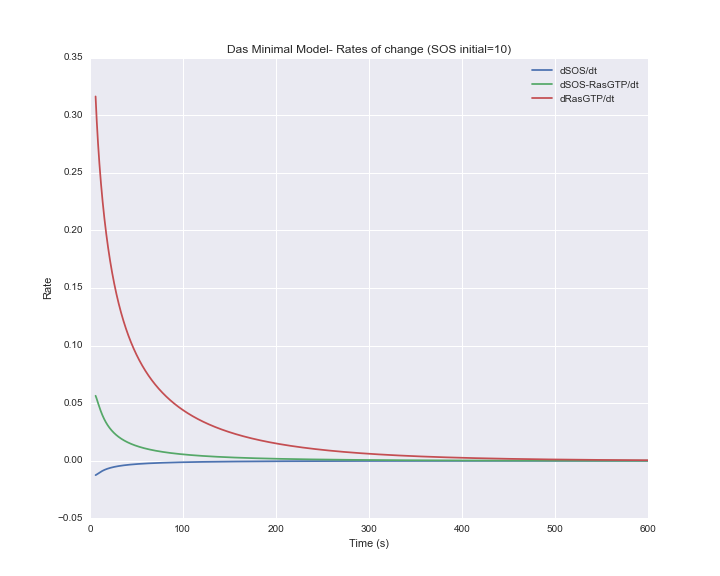 Das Minimal Model- Rates of change (SOS initial=10)
dSOS/dt
dSOS-RasGTP/dt
dRasGTP/dt
Rate
0.35
0.30
0.25
0.20
0.15
0.10
0.05
0.00
−0.05
0 100 200 300 400 500 600
Time (s)